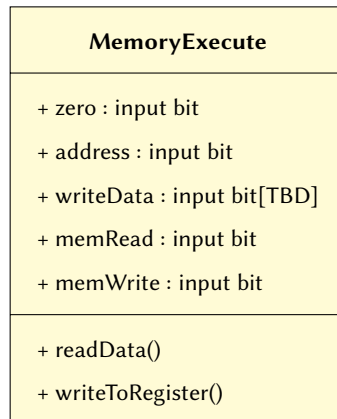 MemoryExecute
+ zero : input bit
+ address : input bit
+ writeData : input bit[TBD]
+ memRead : input bit
+ memWrite : input bit
+ readData()
+ writeToRegister()